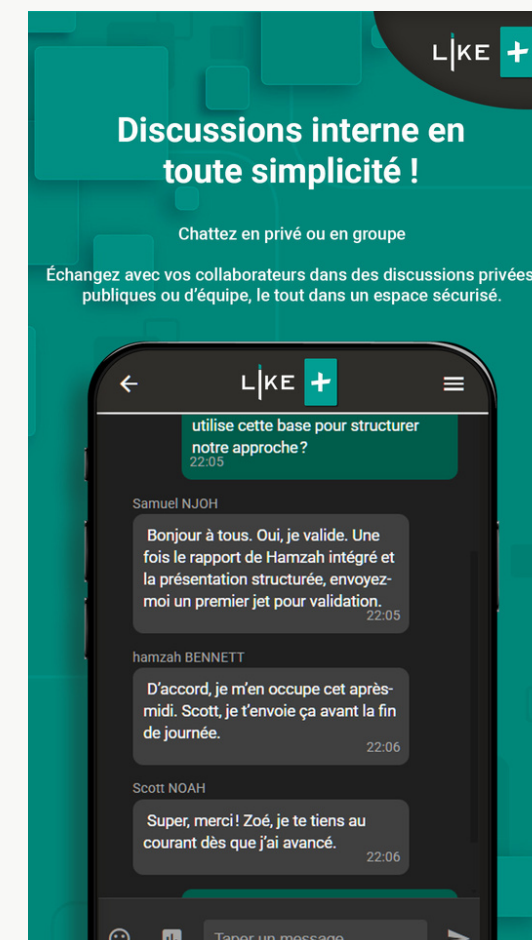 LIKE +
Discussions interne en
toute simplicité !
Chattez en privé ou en groupe
Échangez avec vos collaborateurs dans des discussions privées
publiques ou d’équipe, le tout dans un espace sécurisé.
LIKE +
utilise cette base pour structurer
notre approche ?
22:05
Samuel NJOH
Bonjour à tous. Oui, je valide. Une
fois le rapport de Hamzah intégré et
la présentation structurée, envoyez-
moi un premier jet pour validation.
22:05
hamzah BENNETT
D’accord, je m’en occupe cet après-
midi. Scott, je t’envoie ça avant la fin
de journée.
22:06
Scott NOAH
Super, merci ! Zoé, je te tiens au
courant dès que j’ai avancé.
22:06
Taper un message